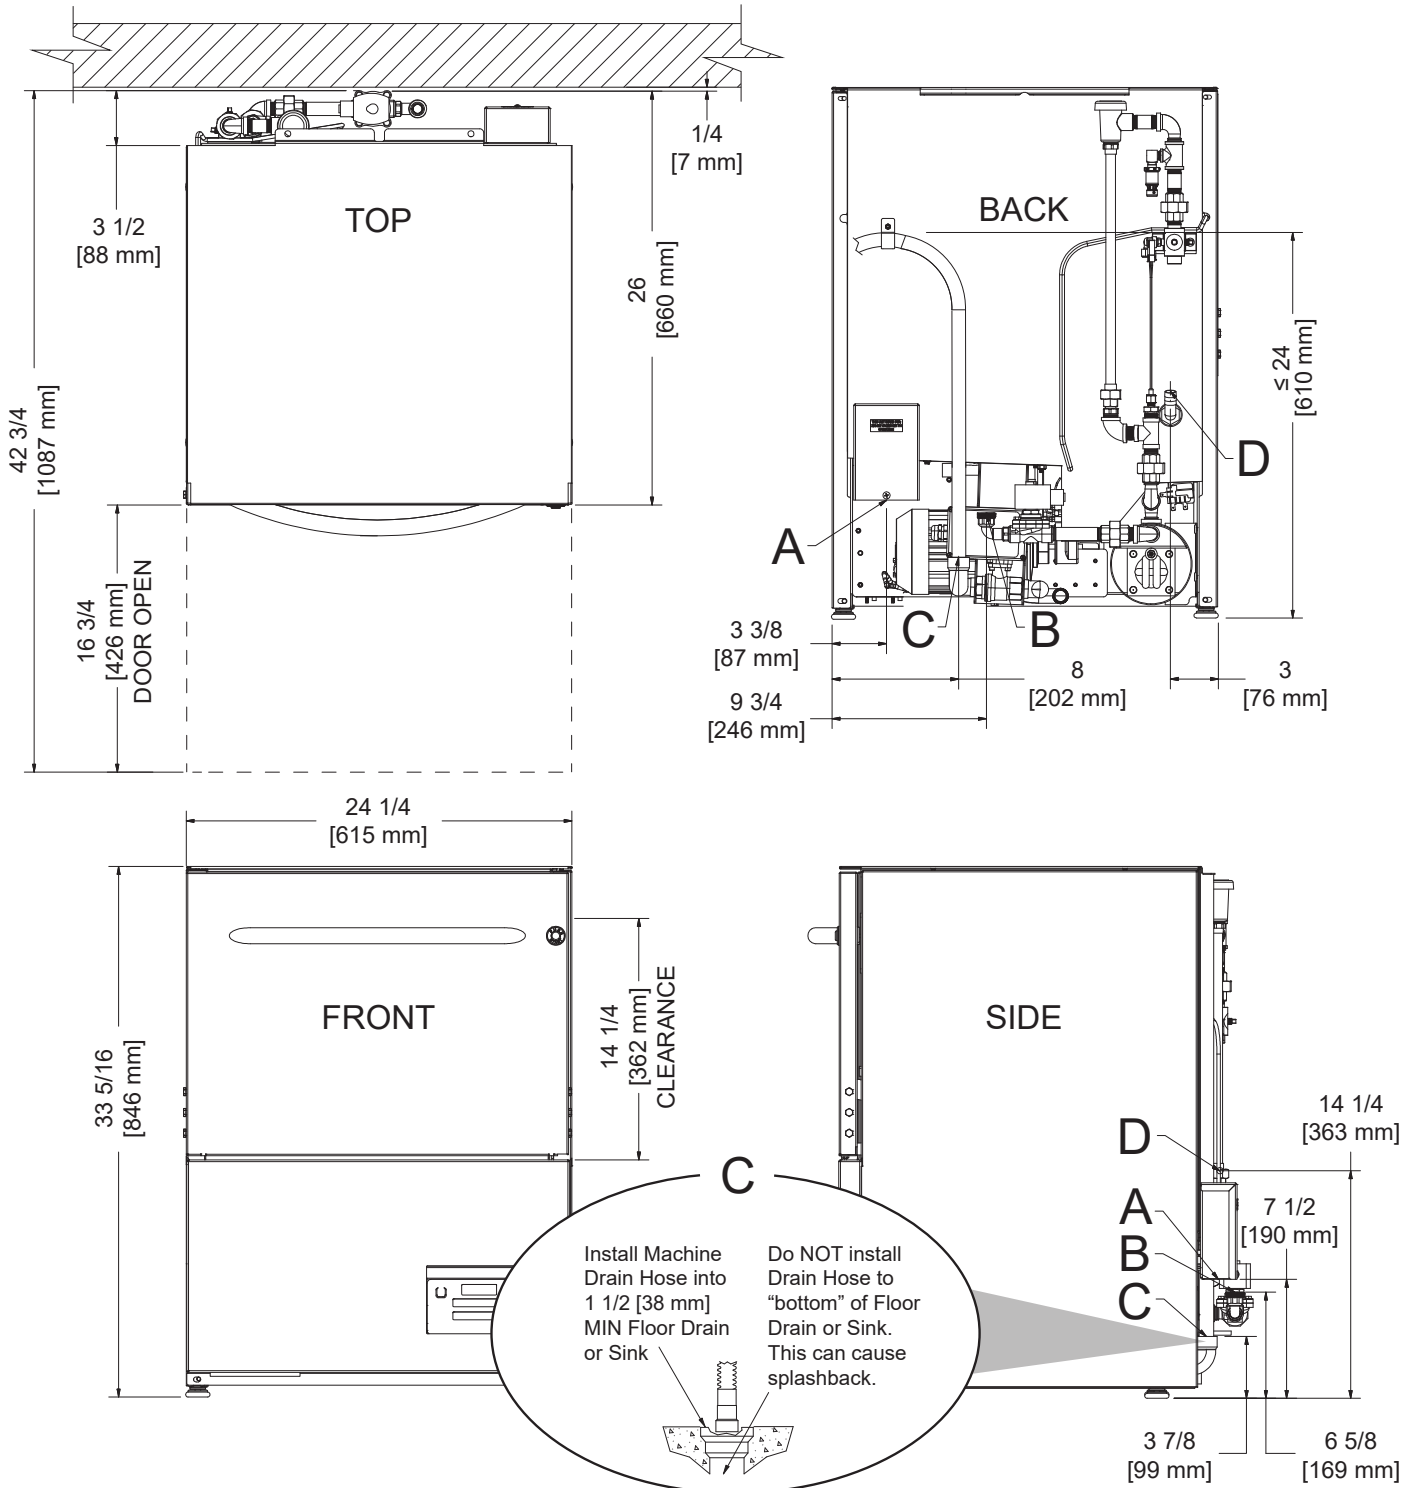 TOP
3 1/2
[88 mm]
1/4
[7 mm]
26
[660 mm]
42 3/4
[1087 mm]
16 3/4
[426 mm]
DOOR OPEN
BACK
≤ 24
[610 mm]
D
A
C
B
3 3/8
[87 mm]
8
[202 mm]
3
[76 mm]
9 3/4
[246 mm]
24 1/4
[615 mm]
FRONT
33 5/16
[846 mm]
14 1/4
[362 mm]
CLEARANCE
SIDE
14 1/4
[363 mm]
D
A
B
C
7 1/2
[190 mm]
3 7/8
[99 mm]
6 5/8
[169 mm]
C
Install Machine
Drain Hose into
1 1/2 [38 mm]
MIN Floor Drain
or Sink
Do NOT install
Drain Hose to
“bottom” of Floor
Drain or Sink.
This can cause
splashback.